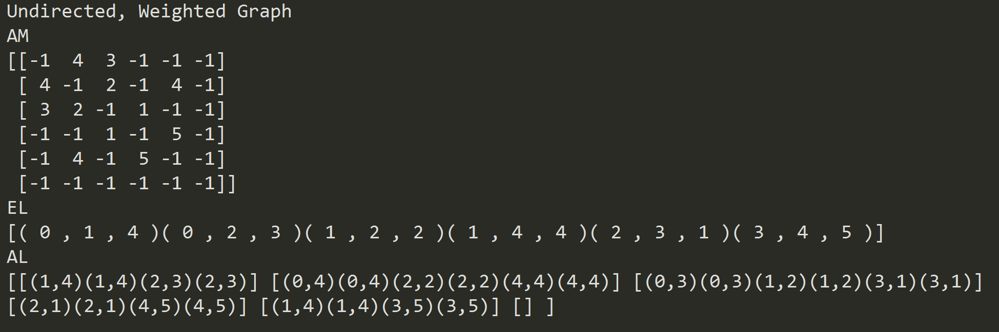 Undirected, Weighted Graph
AM
[[-1  4  3 -1 -1 -1]
 [ 4 -1  2 -1  4 -1]
 [ 3  2 -1  1 -1 -1]
 [-1 -1  1 -1  5 -1]
 [-1  4 -1  5 -1 -1]
 [-1 -1 -1 -1 -1 -1]]
EL
[( 0 , 1 , 4 )( 0 , 2 , 3 )( 1 , 2 , 2 )( 1 , 4 , 4 )( 2 , 3 , 1 )( 3 , 4 , 5 )]
AL
[[(1,4)(1,4)(2,3)(2,3)] [(0,4)(0,4)(2,2)(2,2)(4,4)(4,4)] [(0,3)(0,3)(1,2)(1,2)(3,1)(3,1)]
[(2,1)(2,1)(4,5)(4,5)] [(1,4)(1,4)(3,5)(3,5)] [] ]